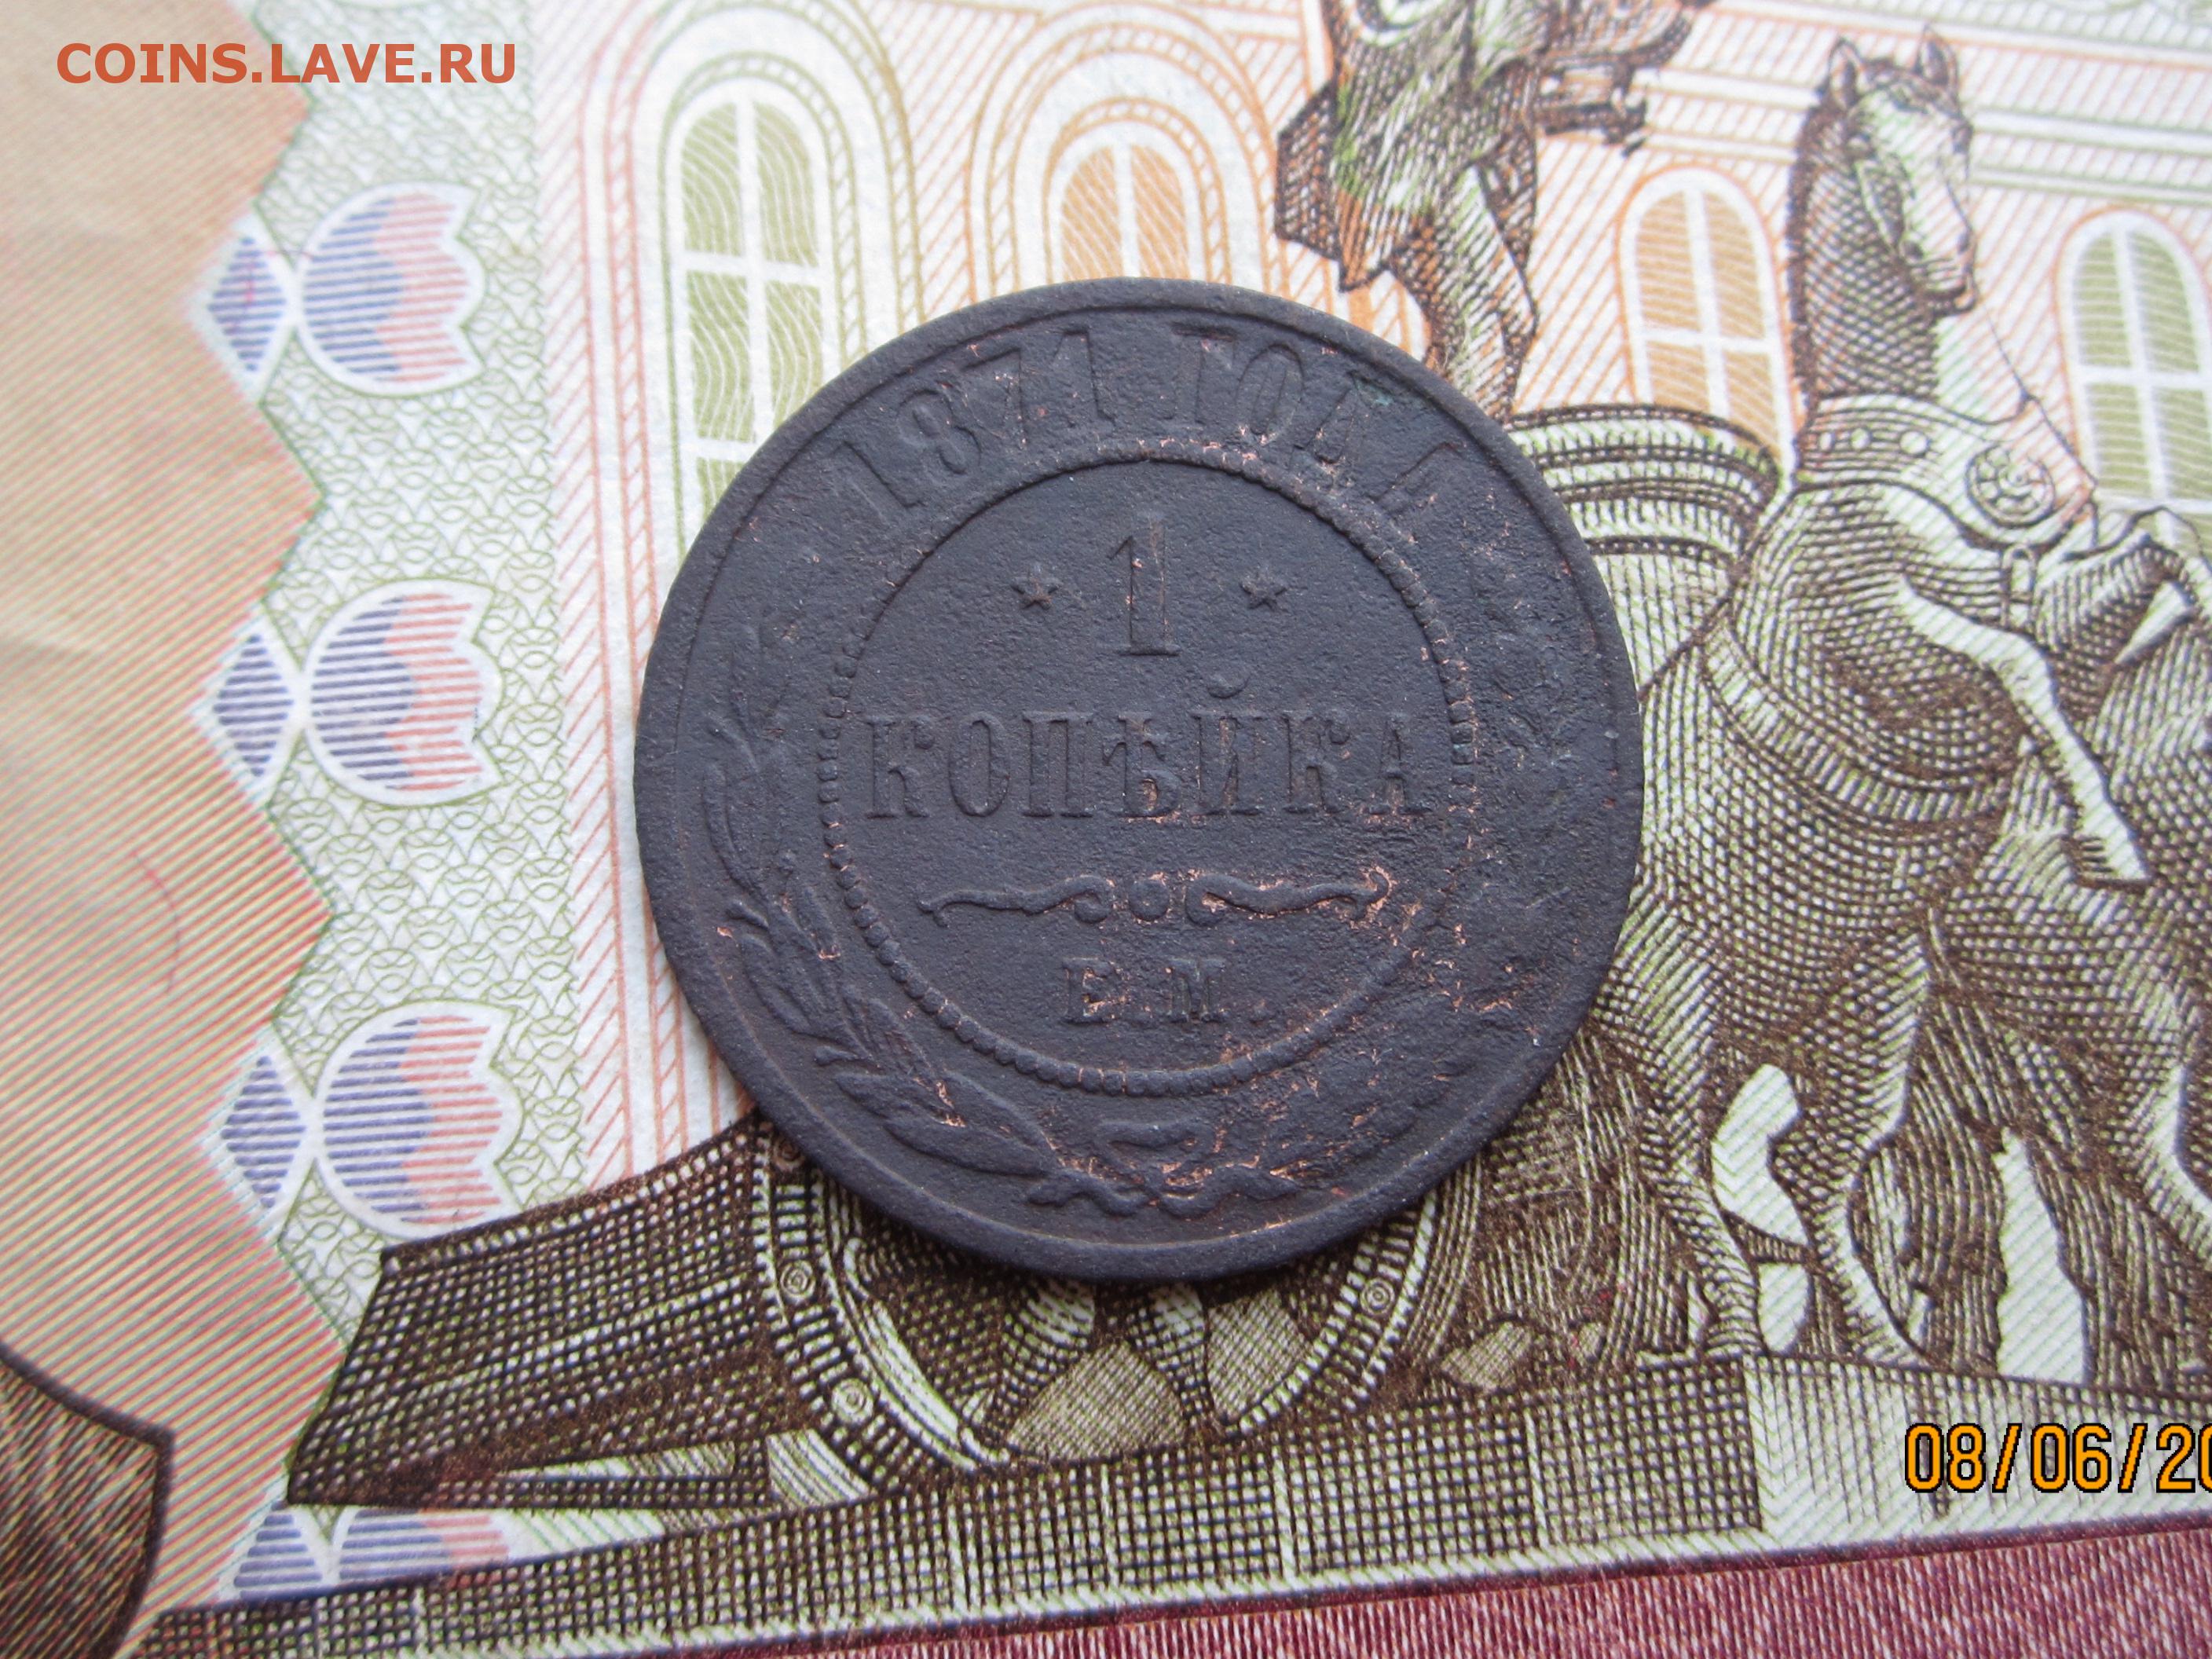 COINS.LAVE.RU
1871 ГОДА
1
КОПѢЙКА
Е.М.
08/06/20